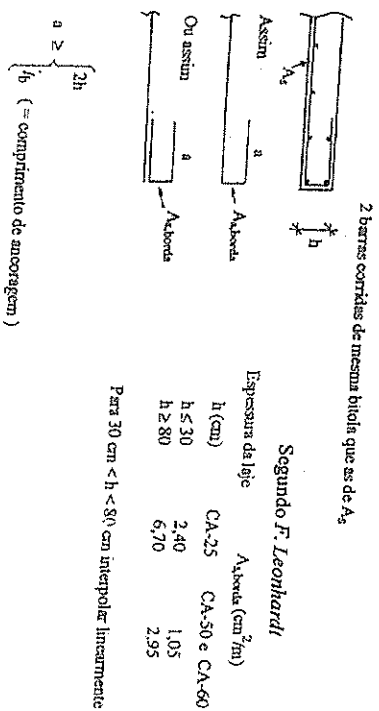 2 barras corridas de mesma bitola que as de As
h
As
Assim
a
As,borda
Ou assim
a
As,borda
a ≥ { 2h
lb ( = comprimento de ancoragem )
Segundo F. Leonhardt
Espessura da laje As,borda (cm²/m)
h (cm) CA-25 CA-50 e CA-60
h ≤ 30 2,40 1,05
h ≥ 80 6,70 2,95
Para 30 cm < h < 80 cm interpolar linearmente